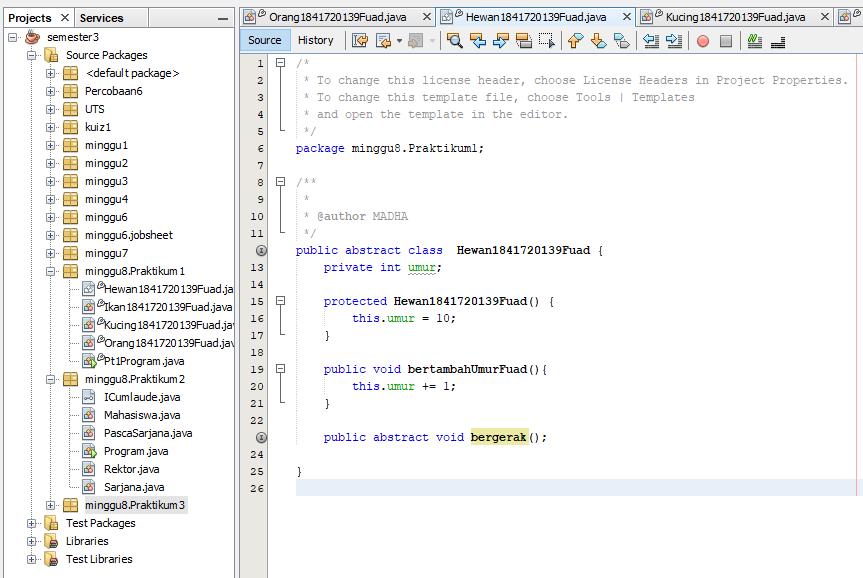 Projects
Services
semester3
Source Packages
<default package>
Percobaan6
UTS
kuiz1
minggu1
minggu2
minggu3
minggu4
minggu6
minggu6.jobsheet
minggu7
minggu8.Praktikum1
Hewan1841720139Fuad.ja
Ikan1841720139Fuad.java
Kucing1841720139Fuad.jav
Orang1841720139Fuad.jav
Pt1Program.java
minggu8.Praktikum2
ICumlaude.java
Mahasiswa.java
PascaSarjana.java
Program.java
Rektor.java
Sarjana.java
minggu8.Praktikum3
Test Packages
Libraries
Test Libraries
Orang1841720139Fuad.java
Hewan1841720139Fuad.java
Kucing1841720139Fuad.java
Source History
1 /*
2 * To change this license header, choose License Headers in Project Properties.
3 * To change this template file, choose Tools | Templates
4 * and open the template in the editor.
5 */
6 package minggu8.Praktikum1;
7
8 /**
9 *
10 * @author MADHA
11 */
public abstract class Hewan1841720139Fuad {
13 private int umur;
14
15 protected Hewan1841720139Fuad() {
16 this.umur = 10;
17 }
18
19 public void bertambahUmurFuad(){
20 this.umur += 1;
21 }
22
public abstract void bergerak();
24
25 }
26